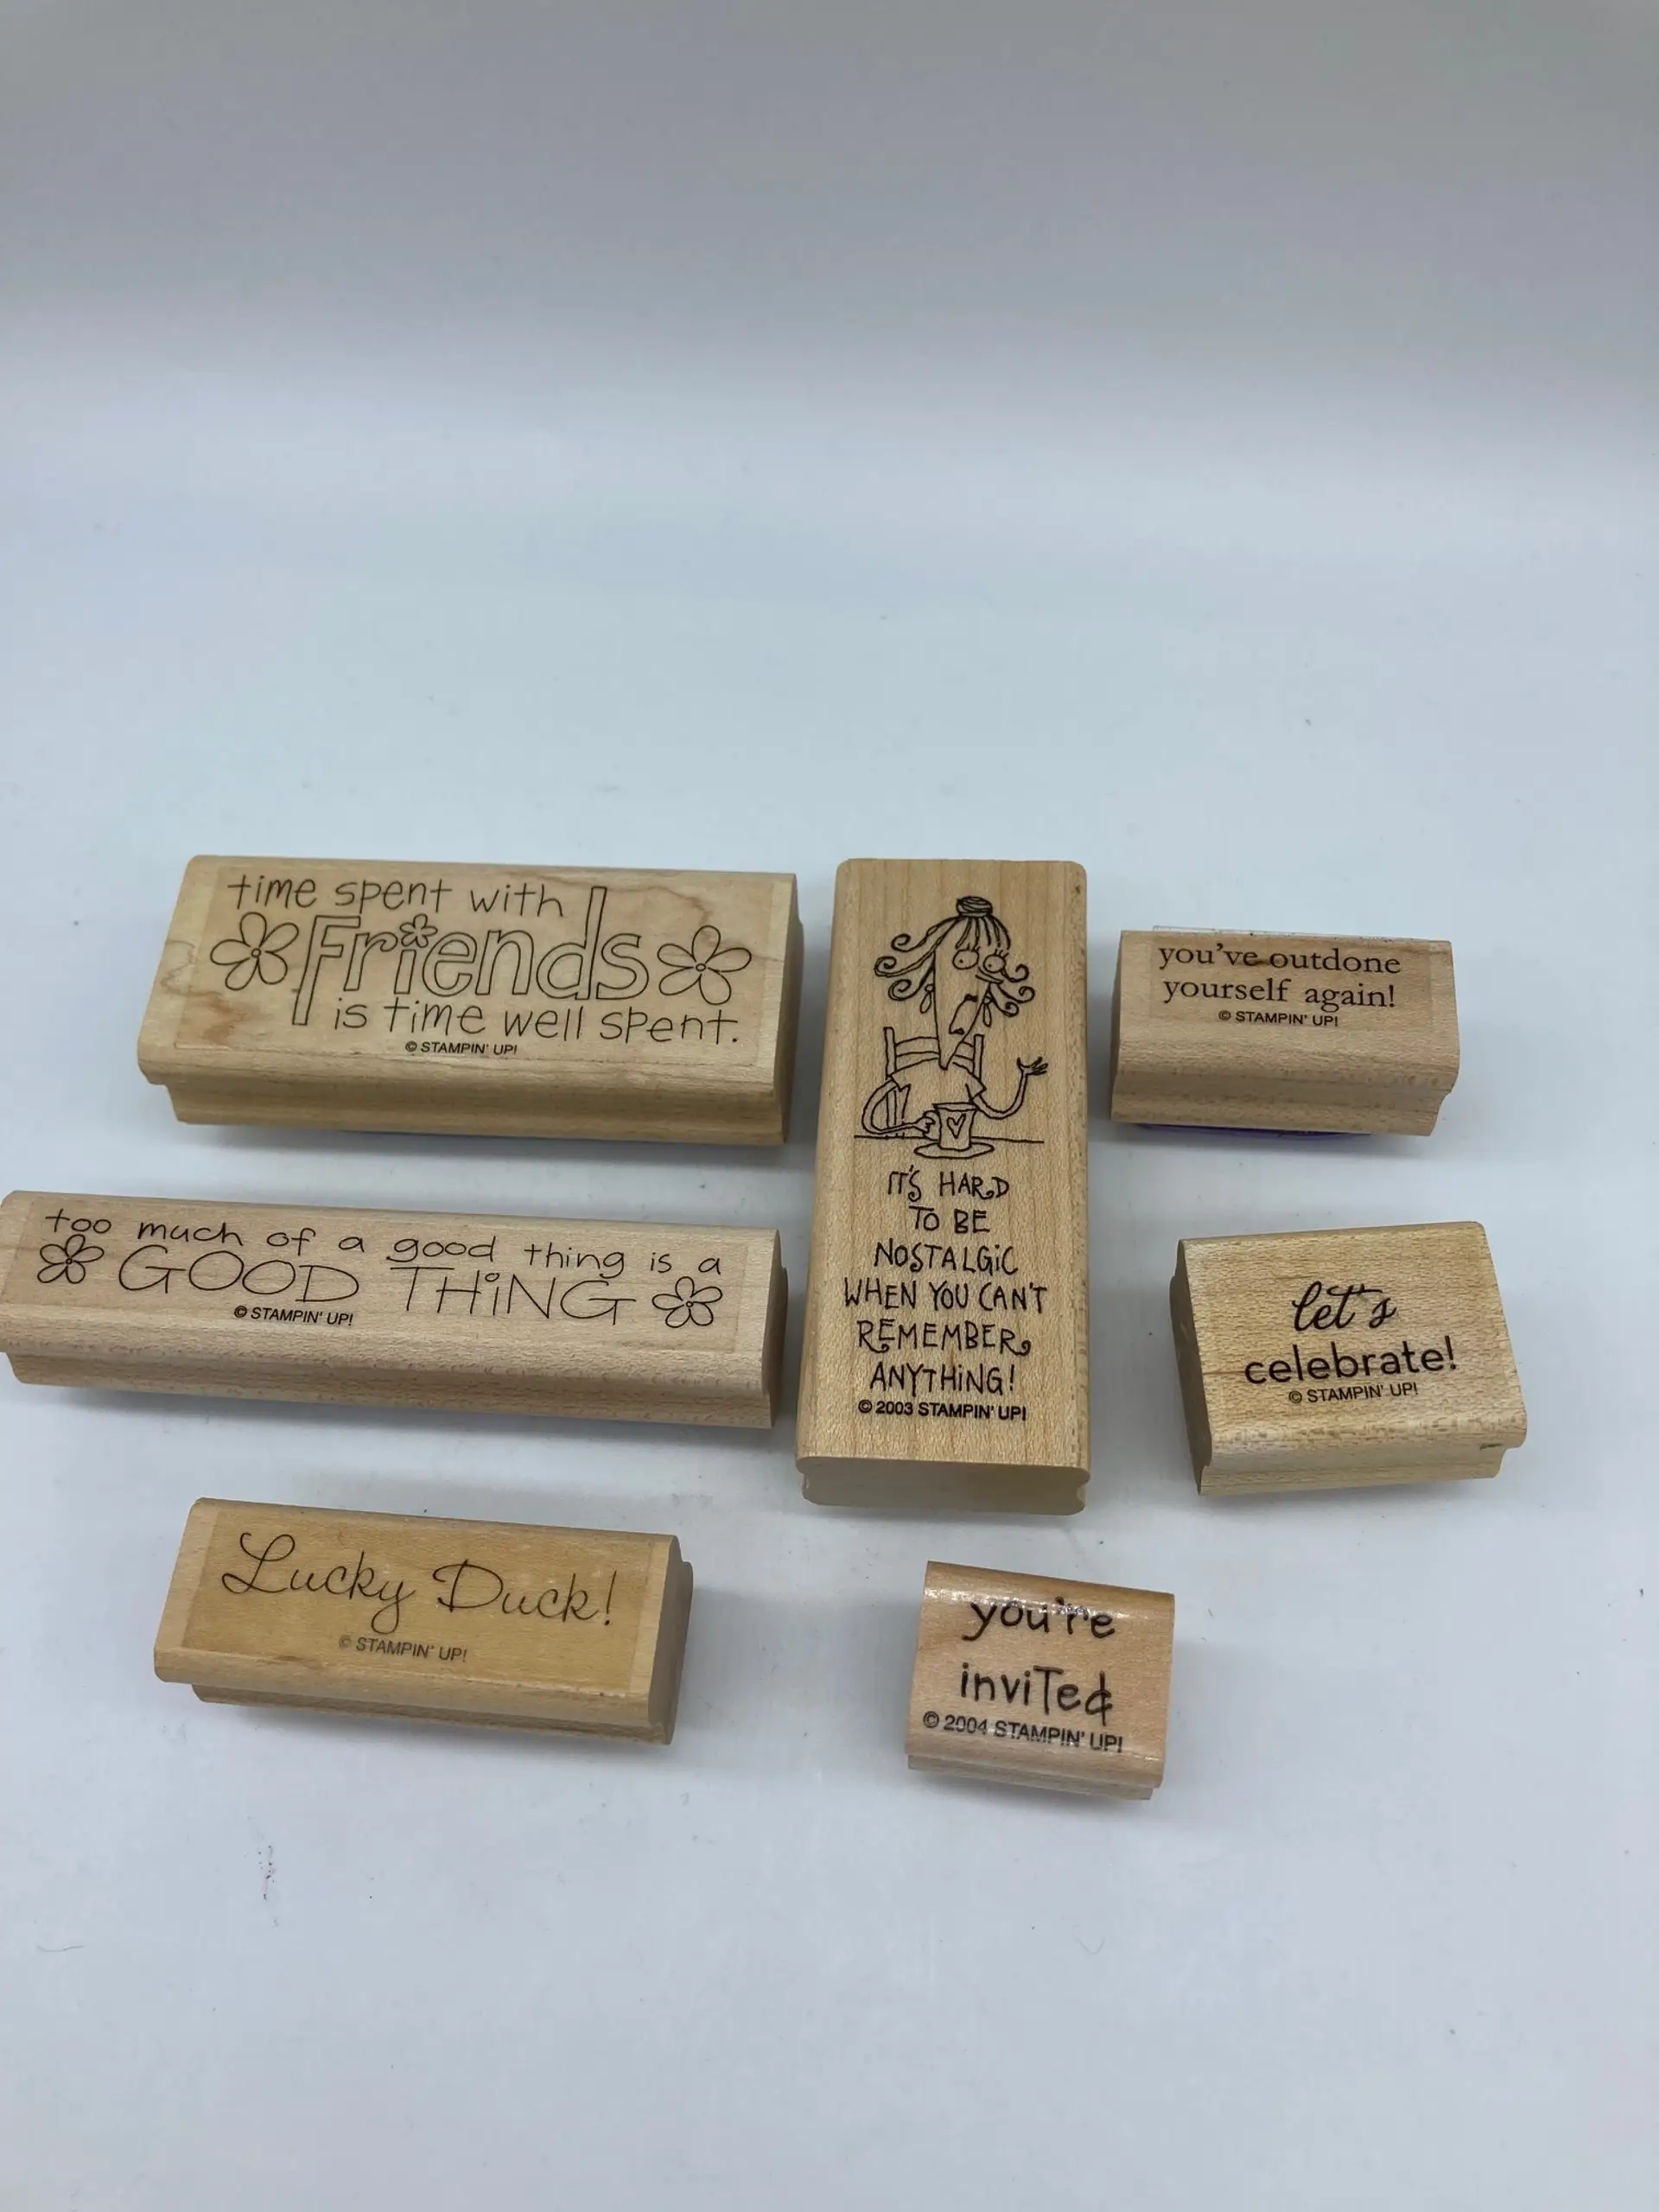 time spent with
Friends
is time well spent.
© STAMPIN' UP!
too much of a good thing is a
GOOD THING
© STAMPIN' UP!
Lucky Duck!
© STAMPIN' UP!
IT'S HARD
TO BE
NOSTALGIC
WHEN YOU CAN'T
REMEMBER
ANYTHING!
© 2003 STAMPIN' UP!
you've outdone
yourself again!
© STAMPIN' UP!
let's
celebrate!
© STAMPIN' UP!
you're
invited
© 2004 STAMPIN' UP!